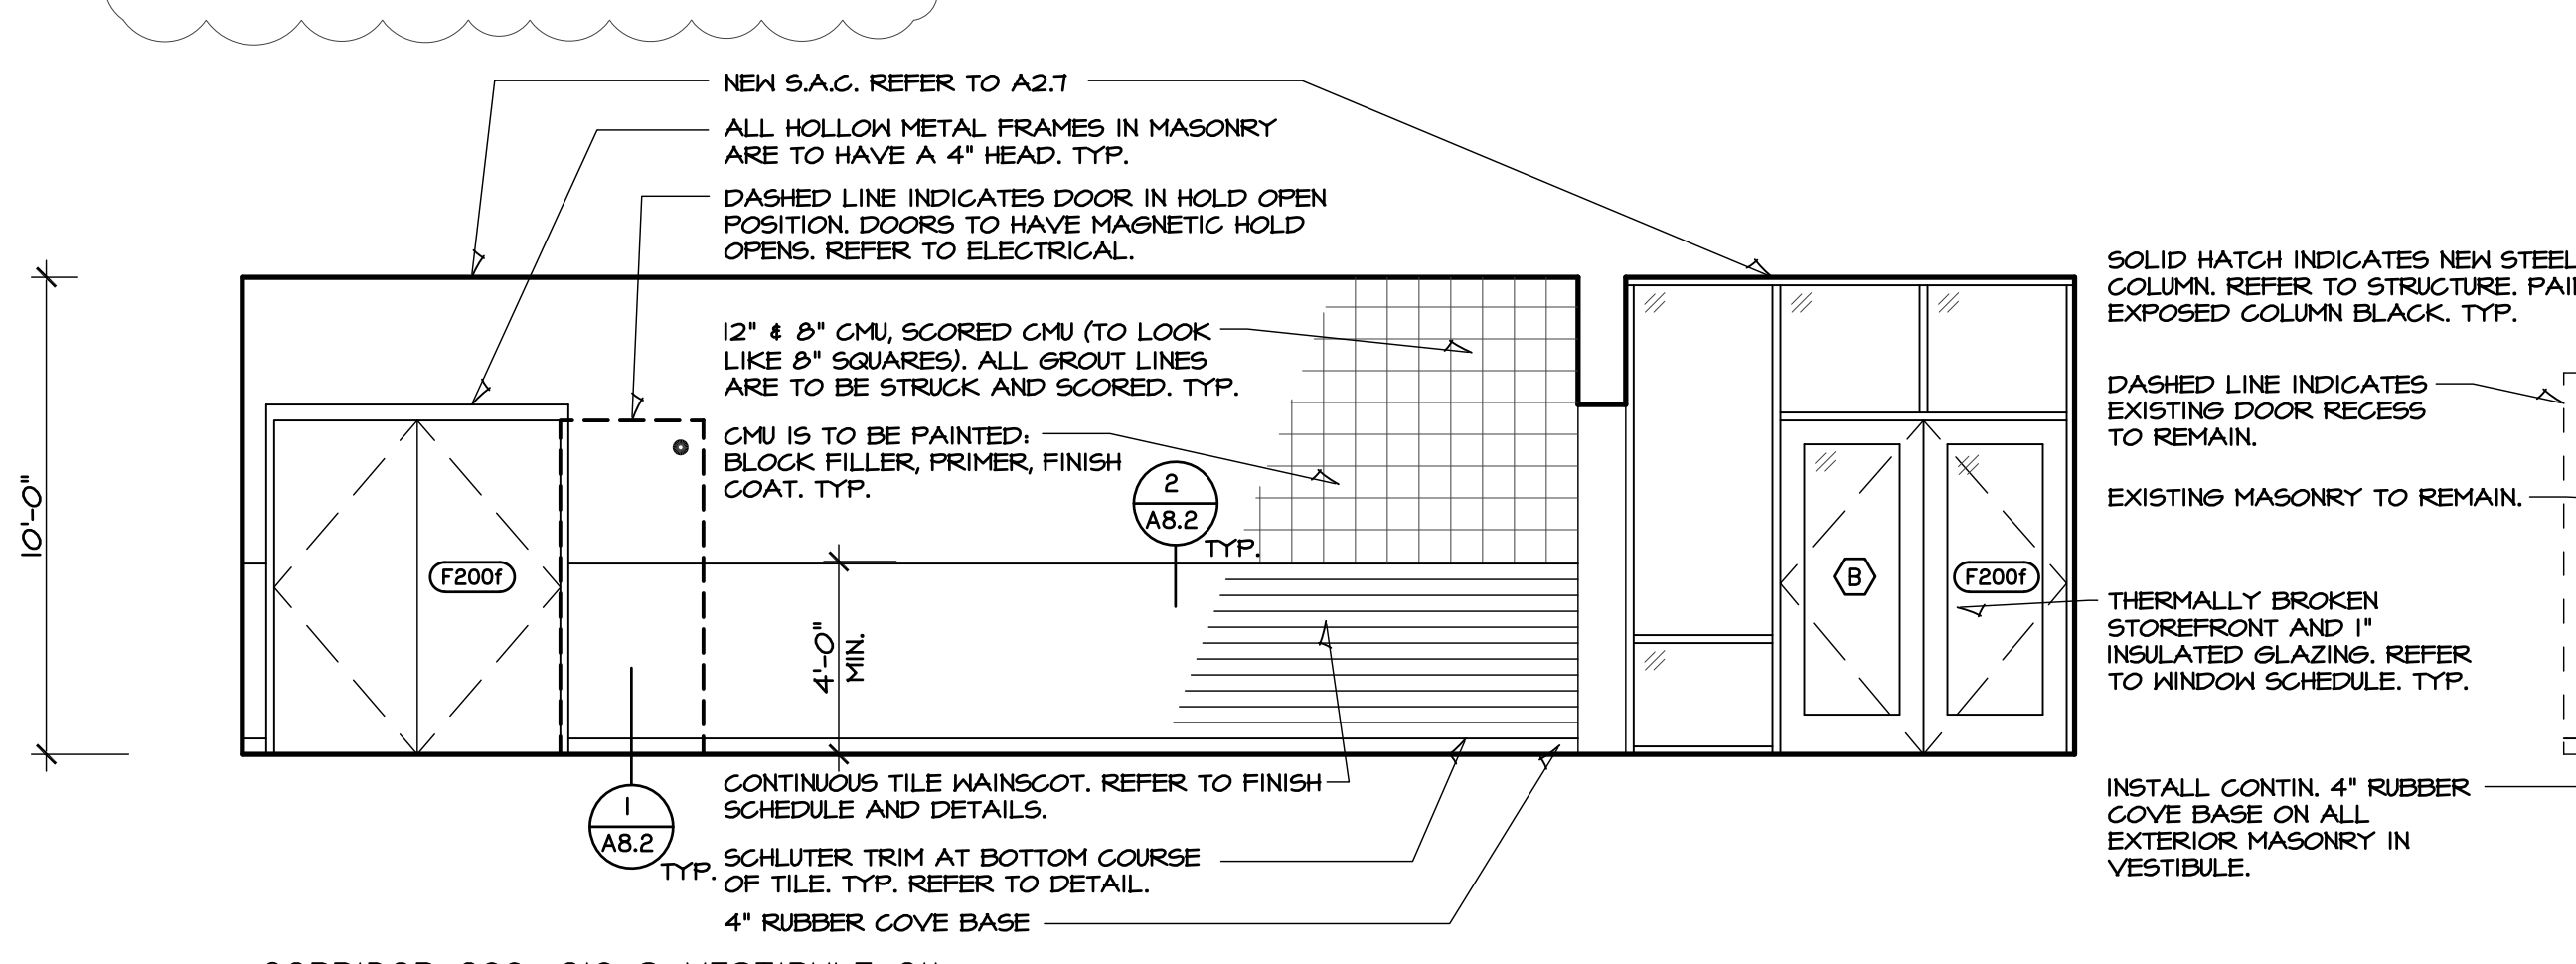 NEW S.A.C. REFER TO A2.7
ALL HOLLOW METAL FRAMES IN MASONRY
ARE TO HAVE A 4" HEAD. TYP.
DASHED LINE INDICATES DOOR IN HOLD OPEN
POSITION. DOORS TO HAVE MAGNETIC HOLD
OPENS. REFER TO ELECTRICAL.
12" & 8" CMU, SCORED CMU (TO LOOK
LIKE 8" SQUARES). ALL GROUT LINES
ARE TO BE STRUCK AND SCORED. TYP.
CMU IS TO BE PAINTED:
BLOCK FILLER, PRIMER, FINISH
COAT. TYP.
2
A8.2
TYP.
10'-0"
F200f
4'-0"
MIN.
B
F200f
1
A8.2
TYP.
CONTINUOUS TILE WAINSCOT. REFER TO FINISH
SCHEDULE AND DETAILS.
SCHLUTER TRIM AT BOTTOM COURSE
OF TILE. TYP. REFER TO DETAIL.
4" RUBBER COVE BASE
SOLID HATCH INDICATES NEW STEEL
COLUMN. REFER TO STRUCTURE.
EXPOSED COLUMN BLACK. TYP.
DASHED LINE INDICATES
EXISTING DOOR RECESS
TO REMAIN.
EXISTING MASONRY TO REMAIN.
THERMALLY BROKEN
STOREFRONT AND 1"
INSULATED GLAZING. REFER
TO WINDOW SCHEDULE. TYP.
INSTALL CONTIN. 4" RUBBER
COVE BASE ON ALL
EXTERIOR MASONRY IN
VESTIBULE.